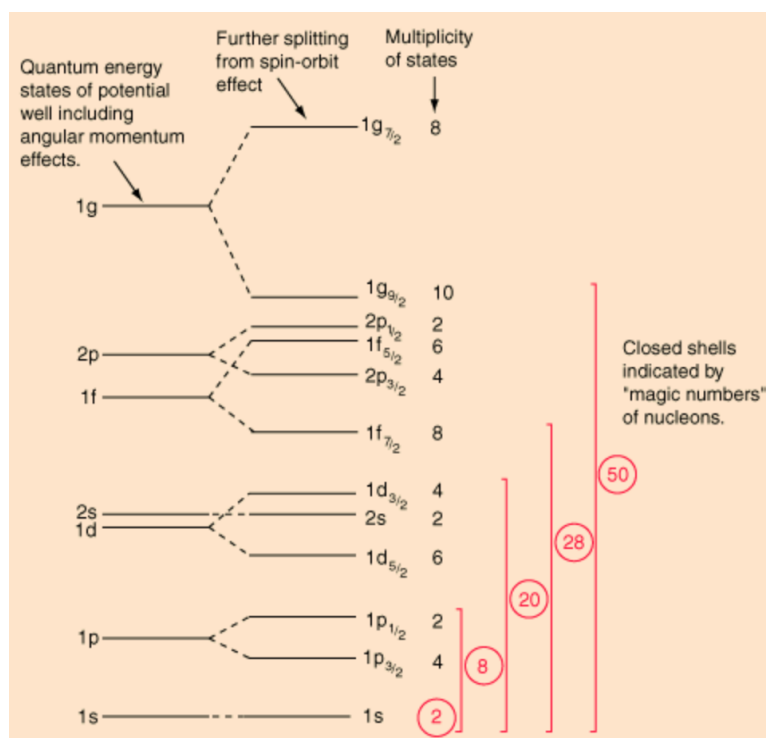 Further splitting
from spin-orbit
effect
Multiplicity
of states
Quantum energy
states of potential
well including
angular momentum
effects.
1g7/2 8
1g
1g9/2 10
2p1/2 2
2p
1f5/2 6
2p3/2 4
1f
1f7/2 8
Closed shells
indicated by
"magic numbers"
of nucleons.
50
1d3/2 4
2s
2s 2
1d
28
1d5/2 6
20
1p1/2 2
1p
1p3/2 4
8
1s
1s
2